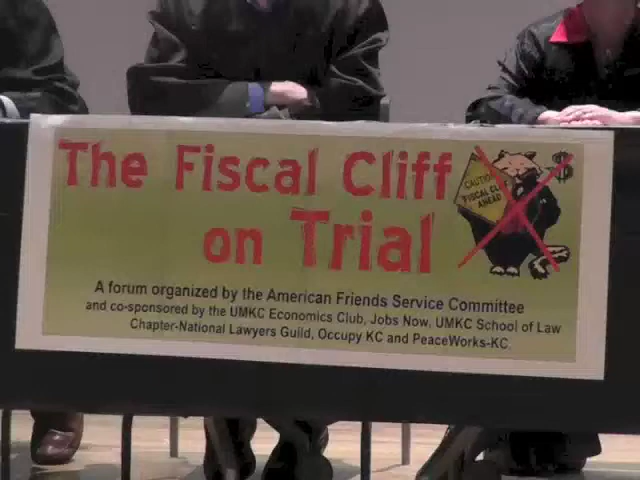 The Fiscal Cliff
on Trial
CAUTION
FISCAL CLIFF
AHEAD
$
A forum organized by the American Friends Service Committee
and co-sponsored by the UMKC Economics Club, Jobs Now, UMKC School of Law
Chapter-National Lawyers Guild, Occupy KC and PeaceWorks-KC.